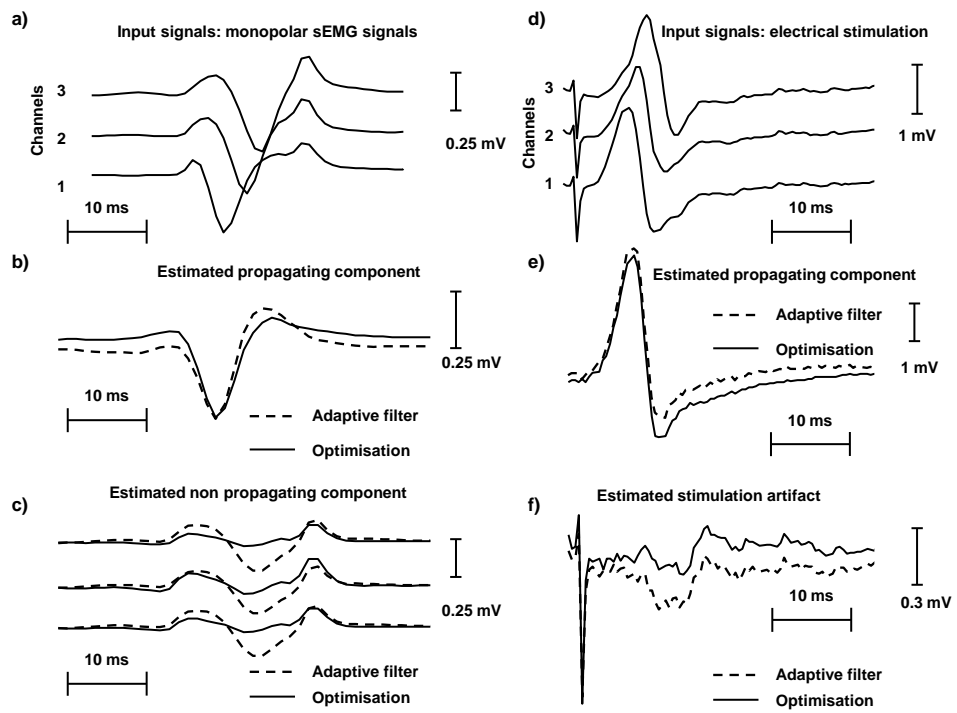 a)
Input signals: monopolar sEMG signals
Channels
3
2
1
0.25 mV
10 ms
b)
Estimated propagating component
0.25 mV
10 ms
Adaptive filter
Optimisation
c)
Estimated non propagating component
0.25 mV
10 ms
Adaptive filter
Optimisation
d)
Input signals: electrical stimulation
Channels
3
2
1
1 mV
10 ms
e)
Estimated propagating component
Adaptive filter
Optimisation
1 mV
10 ms
f)
Estimated stimulation artifact
10 ms
0.3 mV
Adaptive filter
Optimisation